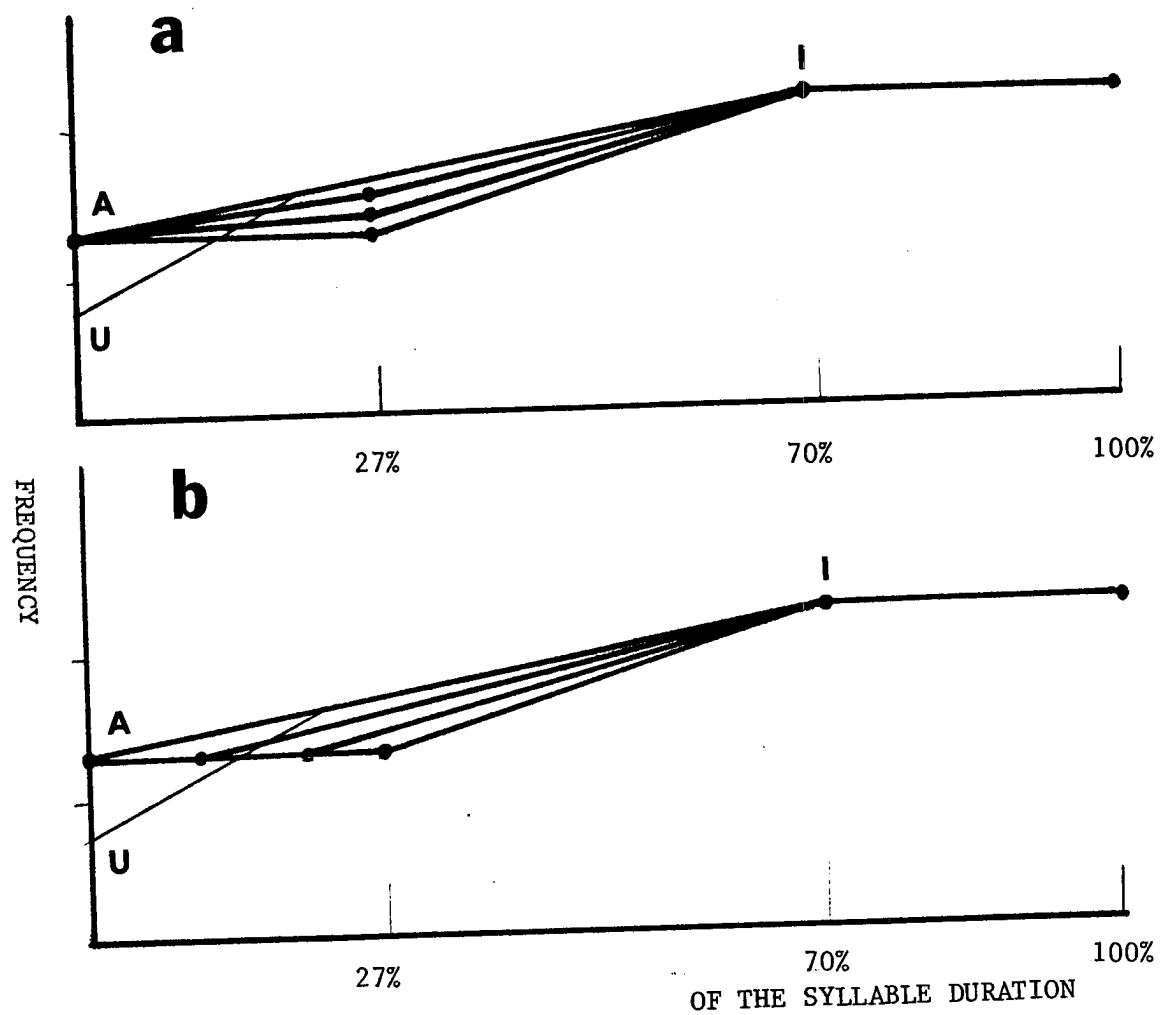 a
I
A
U
27% 70% 100%
b
FREQUENCY
I
A
U
27% 70% 100%
OF THE SYLLABLE DURATION